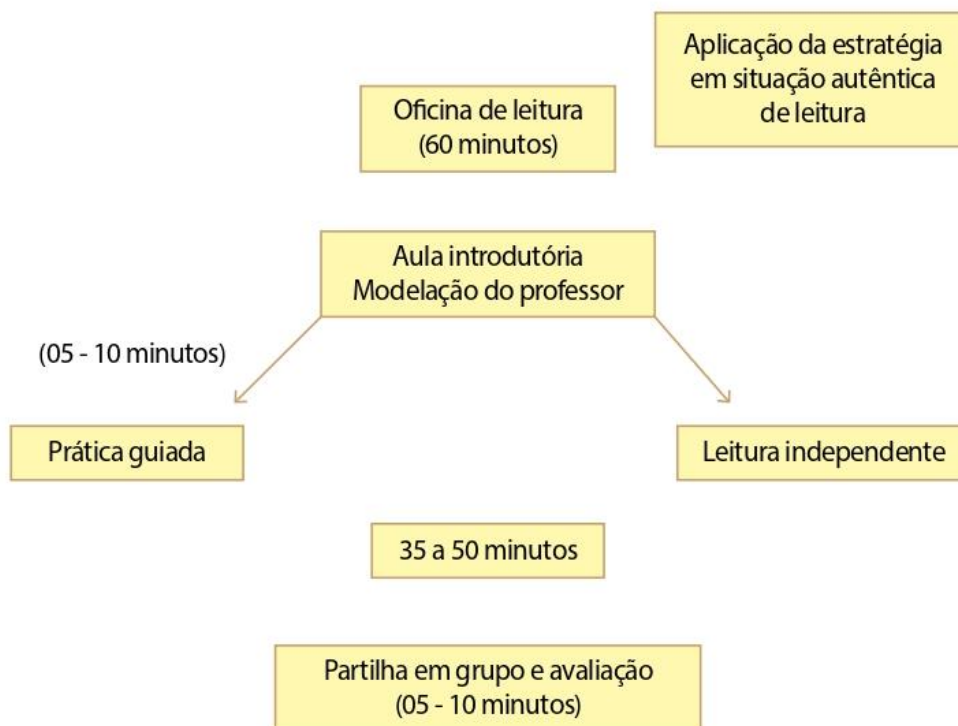 Aplicação da estratégia
em situação autêntica
de leitura
Oficina de leitura
(60 minutos)
Aula introdutória
Modelação do professor
(05 - 10 minutos)
Prática guiada
Leitura independente
35 a 50 minutos
Partilha em grupo e avaliação
(05 - 10 minutos)